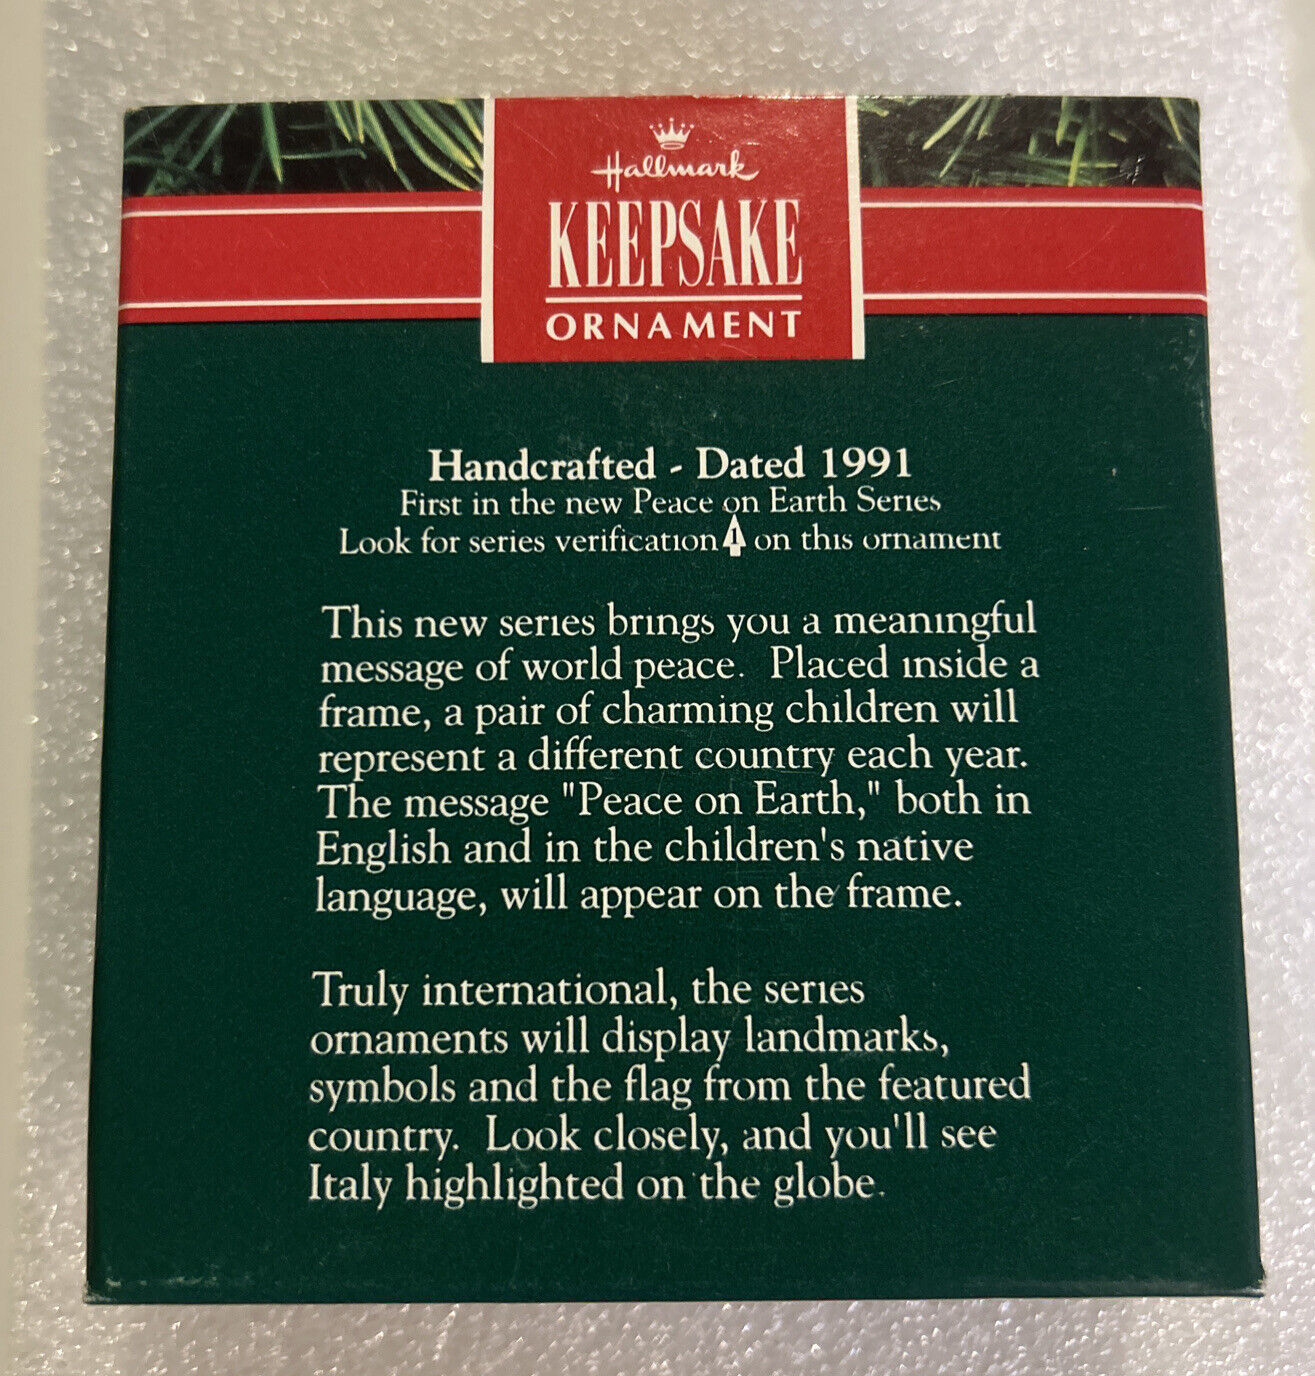 Hallmark
KEEPSAKE
ORNAMENT
Handcrafted - Dated 1991
First in the new Peace on Earth Series
Look for series verification 1 on this ornament
This new series brings you a meaningful
message of world peace. Placed inside a
frame, a pair of charming children will
represent a different country each year.
The message "Peace on Earth," both in
English and in the children's native
language, will appear on the frame.
Truly international, the series
ornaments will display landmarks,
symbols and the flag from the featured
country. Look closely, and you'll see
Italy highlighted on the globe.